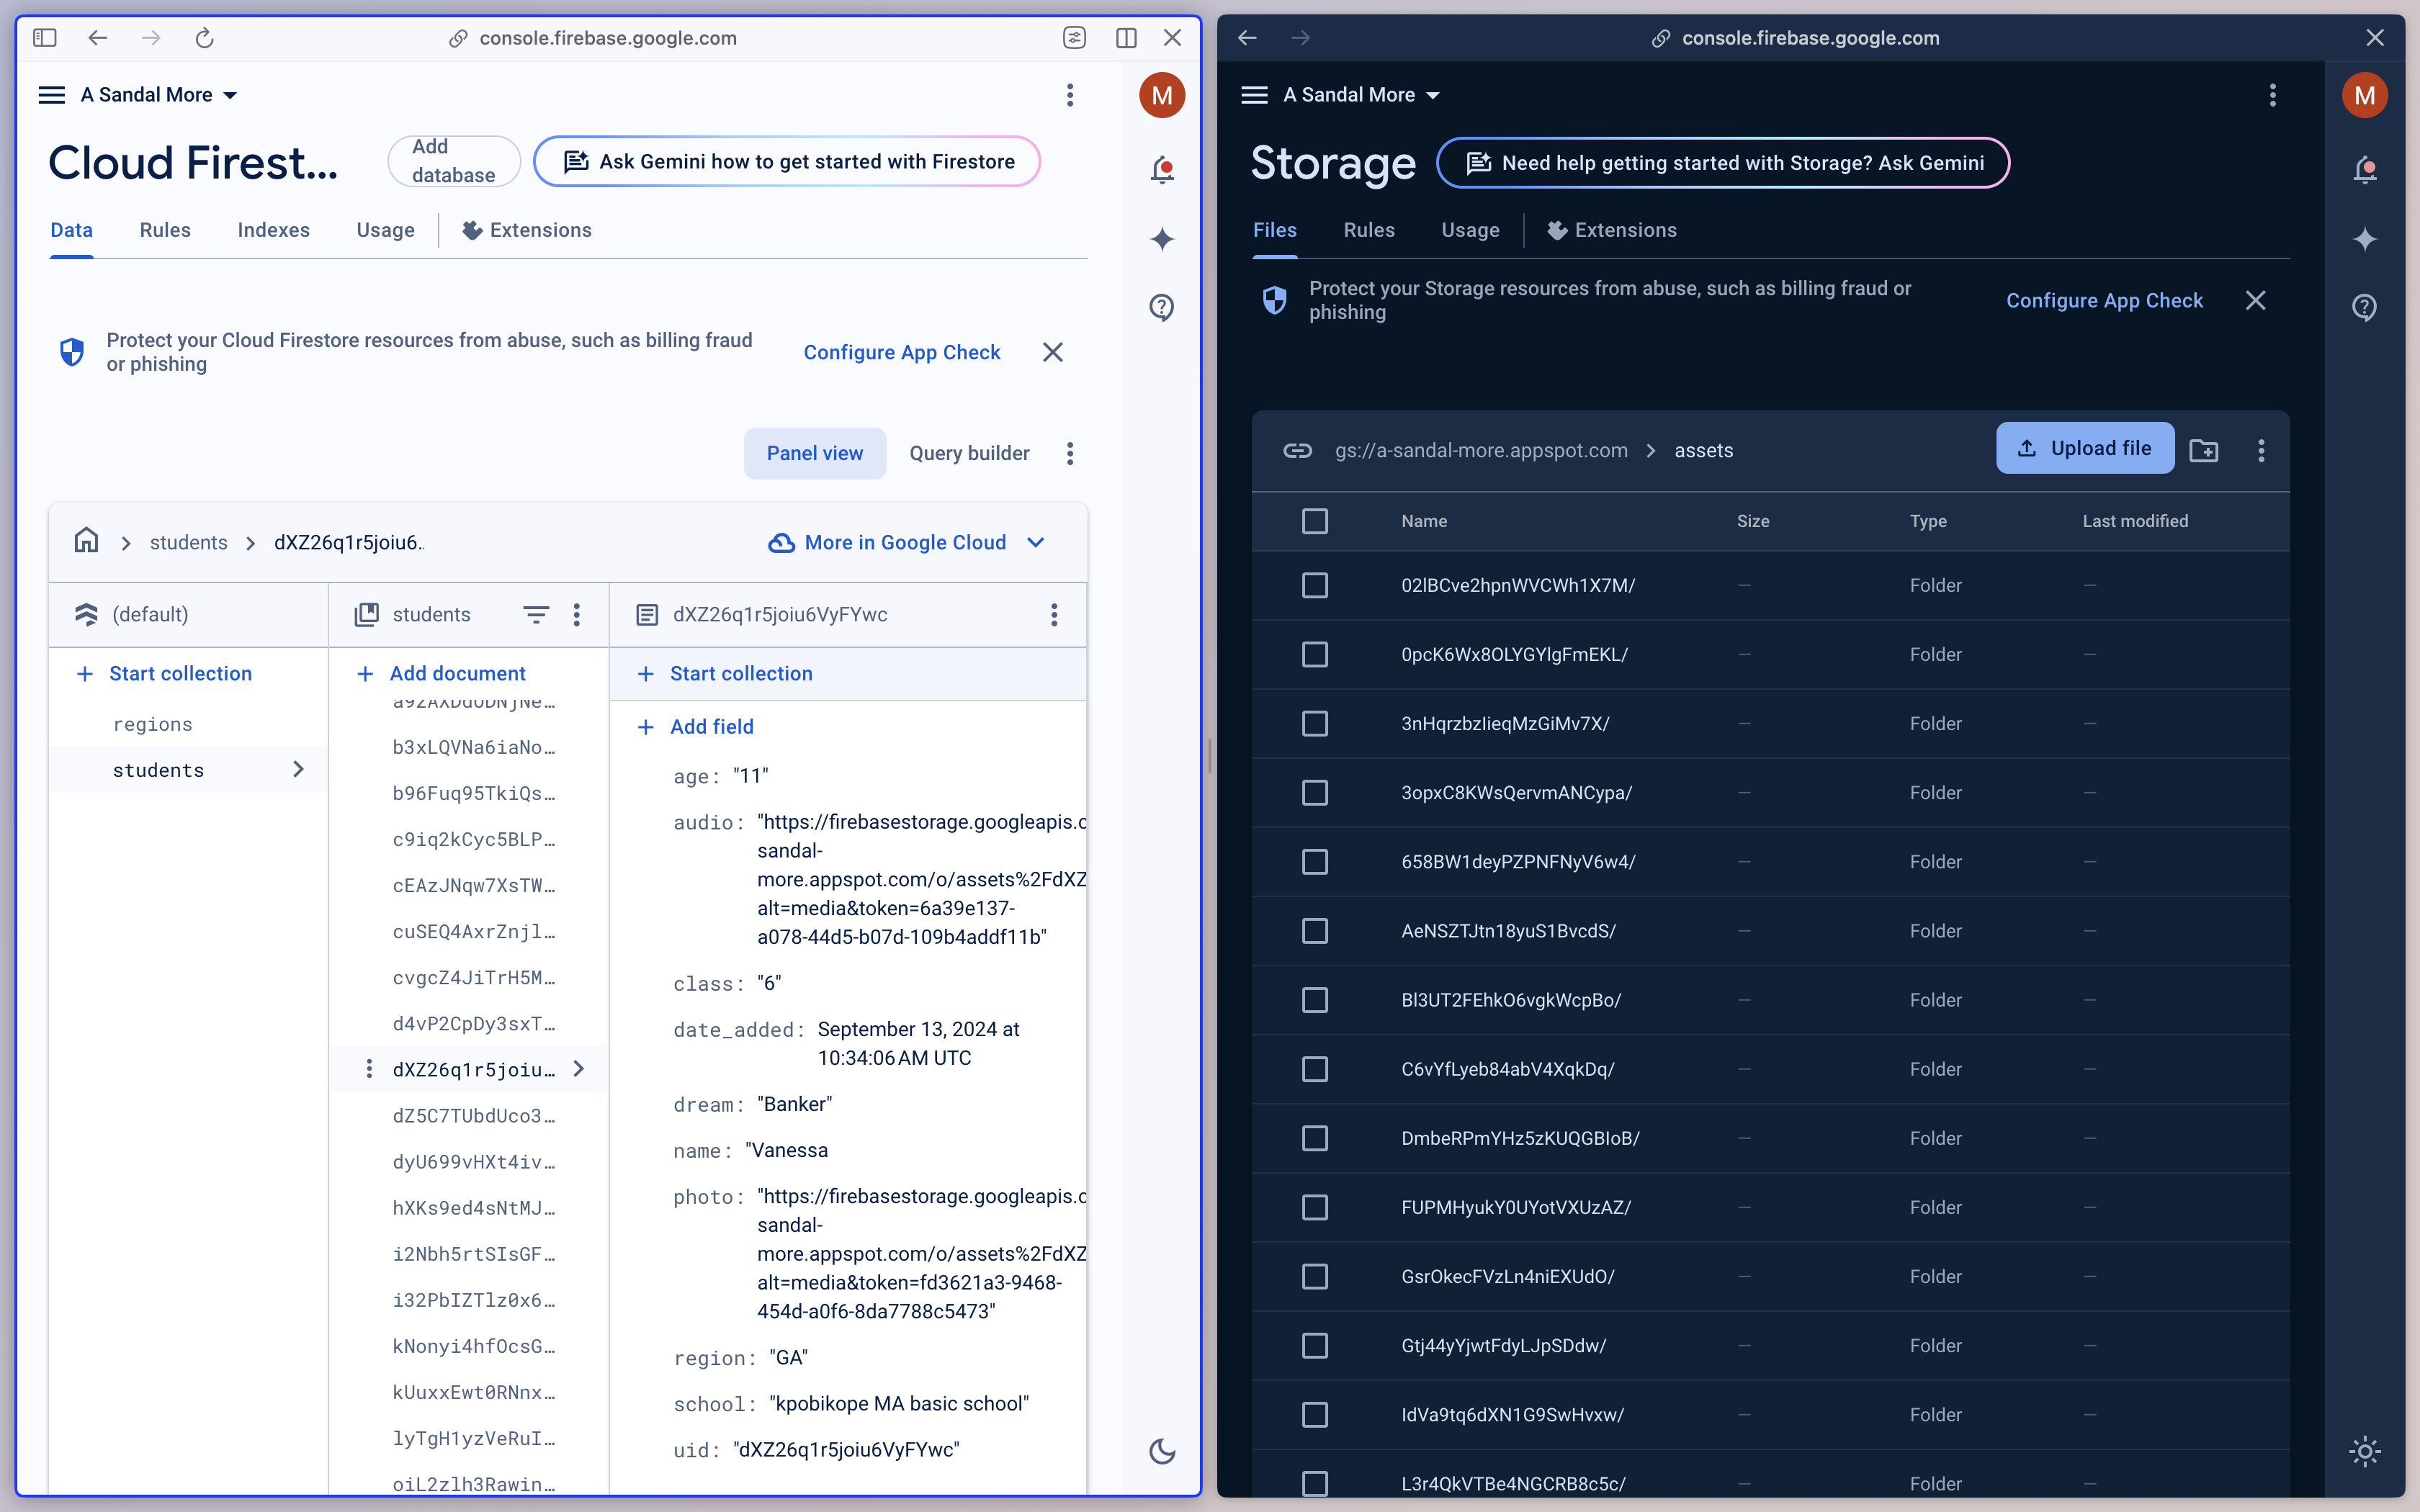 console.firebase.google.com
A Sandal More
M
Cloud Firest...
Add database
Ask Gemini how to get started with Firestore
Data Rules Indexes Usage Extensions
Protect your Cloud Firestore resources from abuse, such as billing fraud
or phishing
Configure App Check
Panel view Query builder
students dXZ26q1r5joiu6..
More in Google Cloud
(default)
Start collection
regions
students
students
Add document
b3xLQVNa6iaNo…
b96Fuq95TkiQs…
c9iq2kCyc5BLP…
cEAzJNqw7XsTW…
cuSEQ4AxrZnjl…
cvgcZ4JiTrH5M…
d4vP2CpDy3sxT…
dXZ26q1r5joiu…
dZ5C7TUbdUco3…
dyU699vHXt4iv…
hXKs9ed4sNtMJ…
i2Nbh5rtSIsGF…
i32PbIZTlz0x6…
kNonyi4hfOcsG…
kUuxxEwt0RNnx…
lyTgH1yzVeRuI…
oiL2zlh3Rawin…
dXZ26q1r5joiu6VyFYwc
Start collection
Add field
age: "11"
audio: "https://firebasestorage.googleapis.c
sandal-
more.appspot.com/o/assets%2FdXZ
alt=media&token=6a39e137-
a078-44d5-b07d-109b4addf11b"
class: "6"
date_added: September 13, 2024 at
10:34:06 AM UTC
dream: "Banker"
name: "Vanessa
photo: "https://firebasestorage.googleapis.c
sandal-
more.appspot.com/o/assets%2FdXZ
alt=media&token=fd3621a3-9468-
454d-a0f6-8da7788c5473"
region: "GA"
school: "kpobikope MA basic school"
uid: "dXZ26q1r5joiu6VyFYwc"
console.firebase.google.com
A Sandal More
M
Storage
Need help getting started with Storage? Ask Gemini
Files Rules Usage Extensions
Protect your Storage resources from abuse, such as billing fraud or
phishing
Configure App Check
gs://a-sandal-more.appspot.com assets
Upload file
Name Size Type Last modified
02lBCve2hpnWVCWh1X7M/ — Folder —
0pcK6Wx8OLYGYlgFmEKL/ — Folder —
3nHqrzbzIieqMzGiMv7X/ — Folder —
3opxC8KWsQervmANCypa/ — Folder —
658BW1deyPZPNFNyV6w4/ — Folder —
AeNSZTJtn18yuS1BvcdS/ — Folder —
Bl3UT2FEhkO6vgkWcpBo/ — Folder —
C6vYfLyeb84abV4XqkDq/ — Folder —
DmbeRPmYHz5zKUQGBIoB/ — Folder —
FUPMHyukY0UYotVXUzAZ/ — Folder —
GsrOkecFVzLn4niEXUdO/ — Folder —
Gtj44yYjwtFdyLJpSDdw/ — Folder —
IdVa9tq6dXN1G9SwHvxw/ — Folder —
L3r4QkVTBe4NGCRB8c5c/ — Folder —